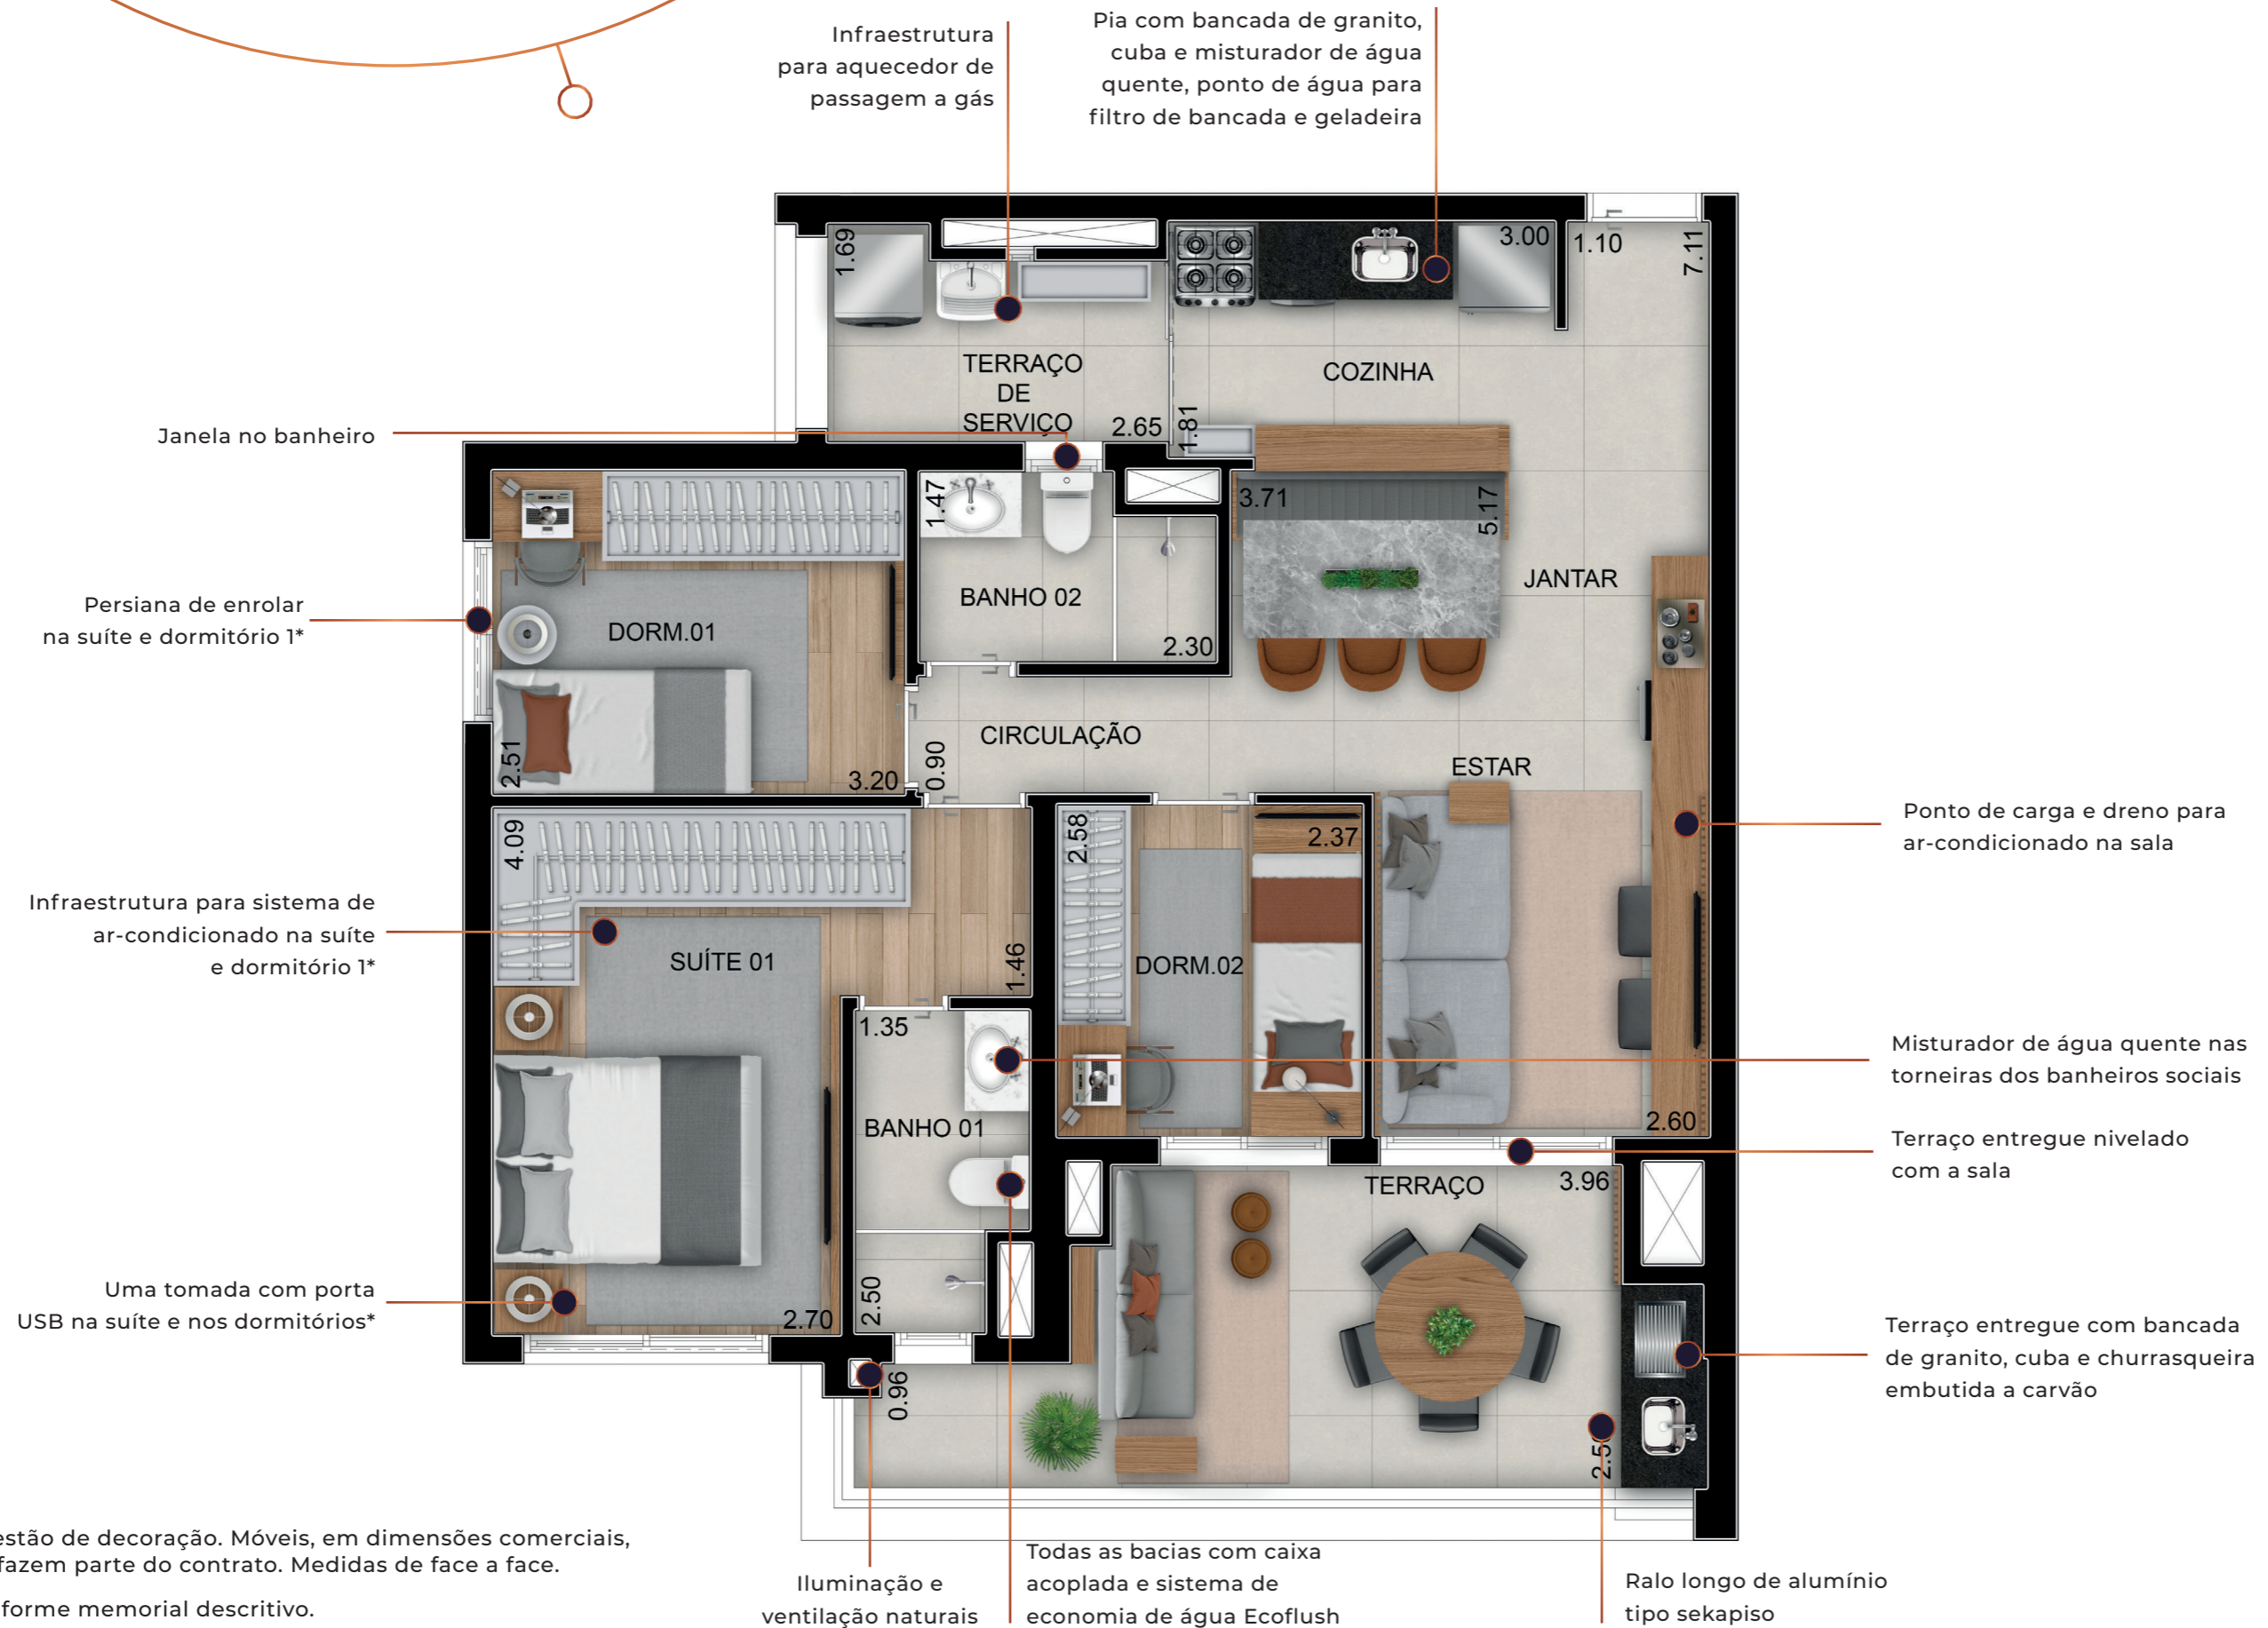 Infraestrutura
para aquecedor de
passagem a gás
Pia com bancada de granito,
cuba e misturador de água
quente, ponto de água para
filtro de bancada e geladeira
1.69
3.00
1.10
7.11
TERRAÇO
DE
SERVIÇO
2.65
COZINHA
1.81
Janela no banheiro
1.47
3.71
5.17
JANTAR
BANHO 02
2.30
Persiana de enrolar
na suíte e dormitório 1*
DORM.01
2.51
3.20
0.90
CIRCULAÇÃO
ESTAR
Ponto de carga e dreno para
ar-condicionado na sala
4.09
2.58
2.37
Infraestrutura para sistema de
ar-condicionado na suíte
e dormitório 1*
SUÍTE 01
1.46
DORM.02
1.35
Misturador de água quente nas
torneiras dos banheiros sociais
BANHO 01
2.60
Terraço entregue nivelado
com a sala
TERRAÇO
3.96
Uma tomada com porta
USB na suíte e nos dormitórios*
2.70
2.50
0.96
Terraço entregue com bancada
de granito, cuba e churrasqueira
embutida a carvão
estão de decoração. Móveis, em dimensões comerciais,
fazem parte do contrato. Medidas de face a face.
forme memorial descritivo.
Iluminação e
ventilação naturais
Todas as bacias com caixa
acoplada e sistema de
economia de água Ecoflush
Ralo longo de alumínio
tipo sekapiso